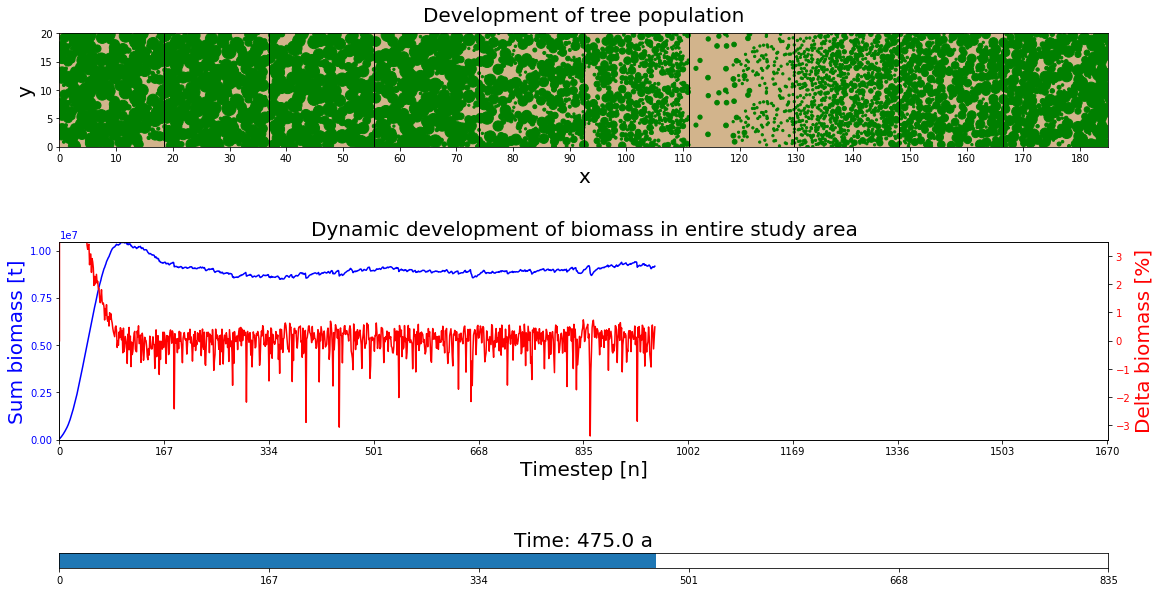 Development of tree population
20
15
10
5
0
y
0 10 20 30 40 50 60 70 80 90 100 110 120 130 140 150 160 170 180
x
Dynamic development of biomass in entire study area
1e7
1.00
0.75
0.50
0.25
0.00
Sum biomass [t]
3
2
1
0
−1
−2
−3
Delta biomass [%]
0 167 334 501 668 835 1002 1169 1336 1503 1670
Timestep [n]
Time: 475.0 a
0 167 334 501 668 835